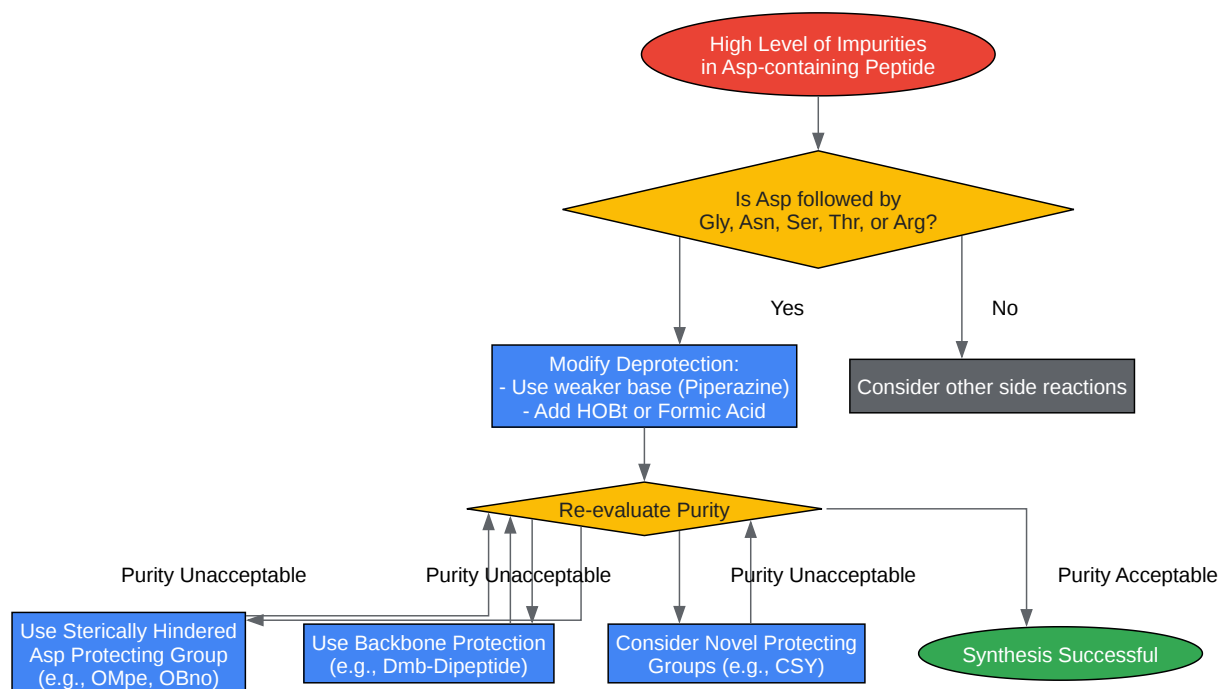 High Level of Impurities
in Asp-containing Peptide
Is Asp followed by
Gly, Asn, Ser, Thr, or Arg?
Yes
No
Modify Deprotection:
- Use weaker base (Piperazine)
- Add HOBt or Formic Acid
Consider other side reactions
Re-evaluate Purity
Purity Unacceptable
Purity Unacceptable
Purity Unacceptable
Purity Acceptable
Use Sterically Hindered
Asp Protecting Group
(e.g., OMpe, OBno)
Use Backbone Protection
(e.g., Dmb-Dipeptide)
Consider Novel Protecting
Groups (e.g., CSY)
Synthesis Successful